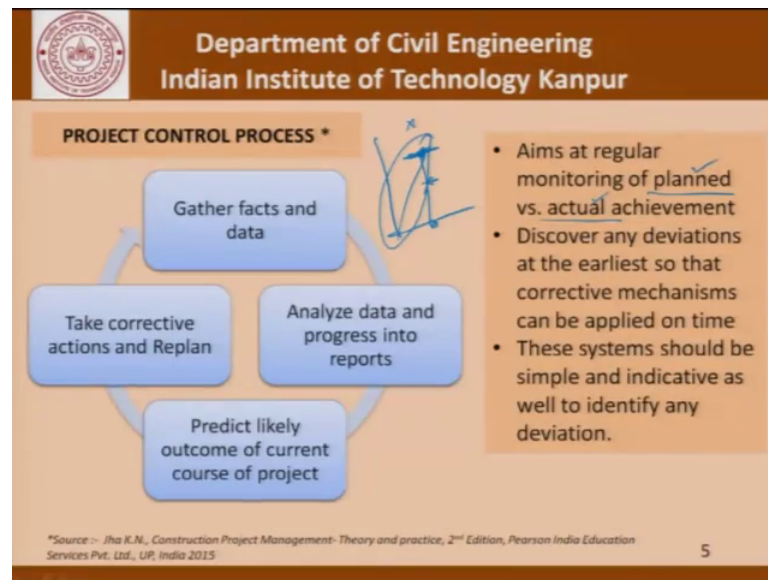 Department of Civil Engineering
Indian Institute of Technology Kanpur
PROJECT CONTROL PROCESS *
Gather facts and
data
Analyze data and
progress into
reports
Predict likely
outcome of current
course of project
Take corrective
actions and Replan
• Aims at regular
monitoring of planned
vs. actual achievement
• Discover any deviations
at the earliest so that
corrective mechanisms
can be applied on time
• These systems should be
simple and indicative as
well to identify any
deviation.
*Source :- Jha K.N., Construction Project Management- Theory and practice, 2nd Edition, Pearson India Education
Services Pvt. Ltd., UP, India 2015
5